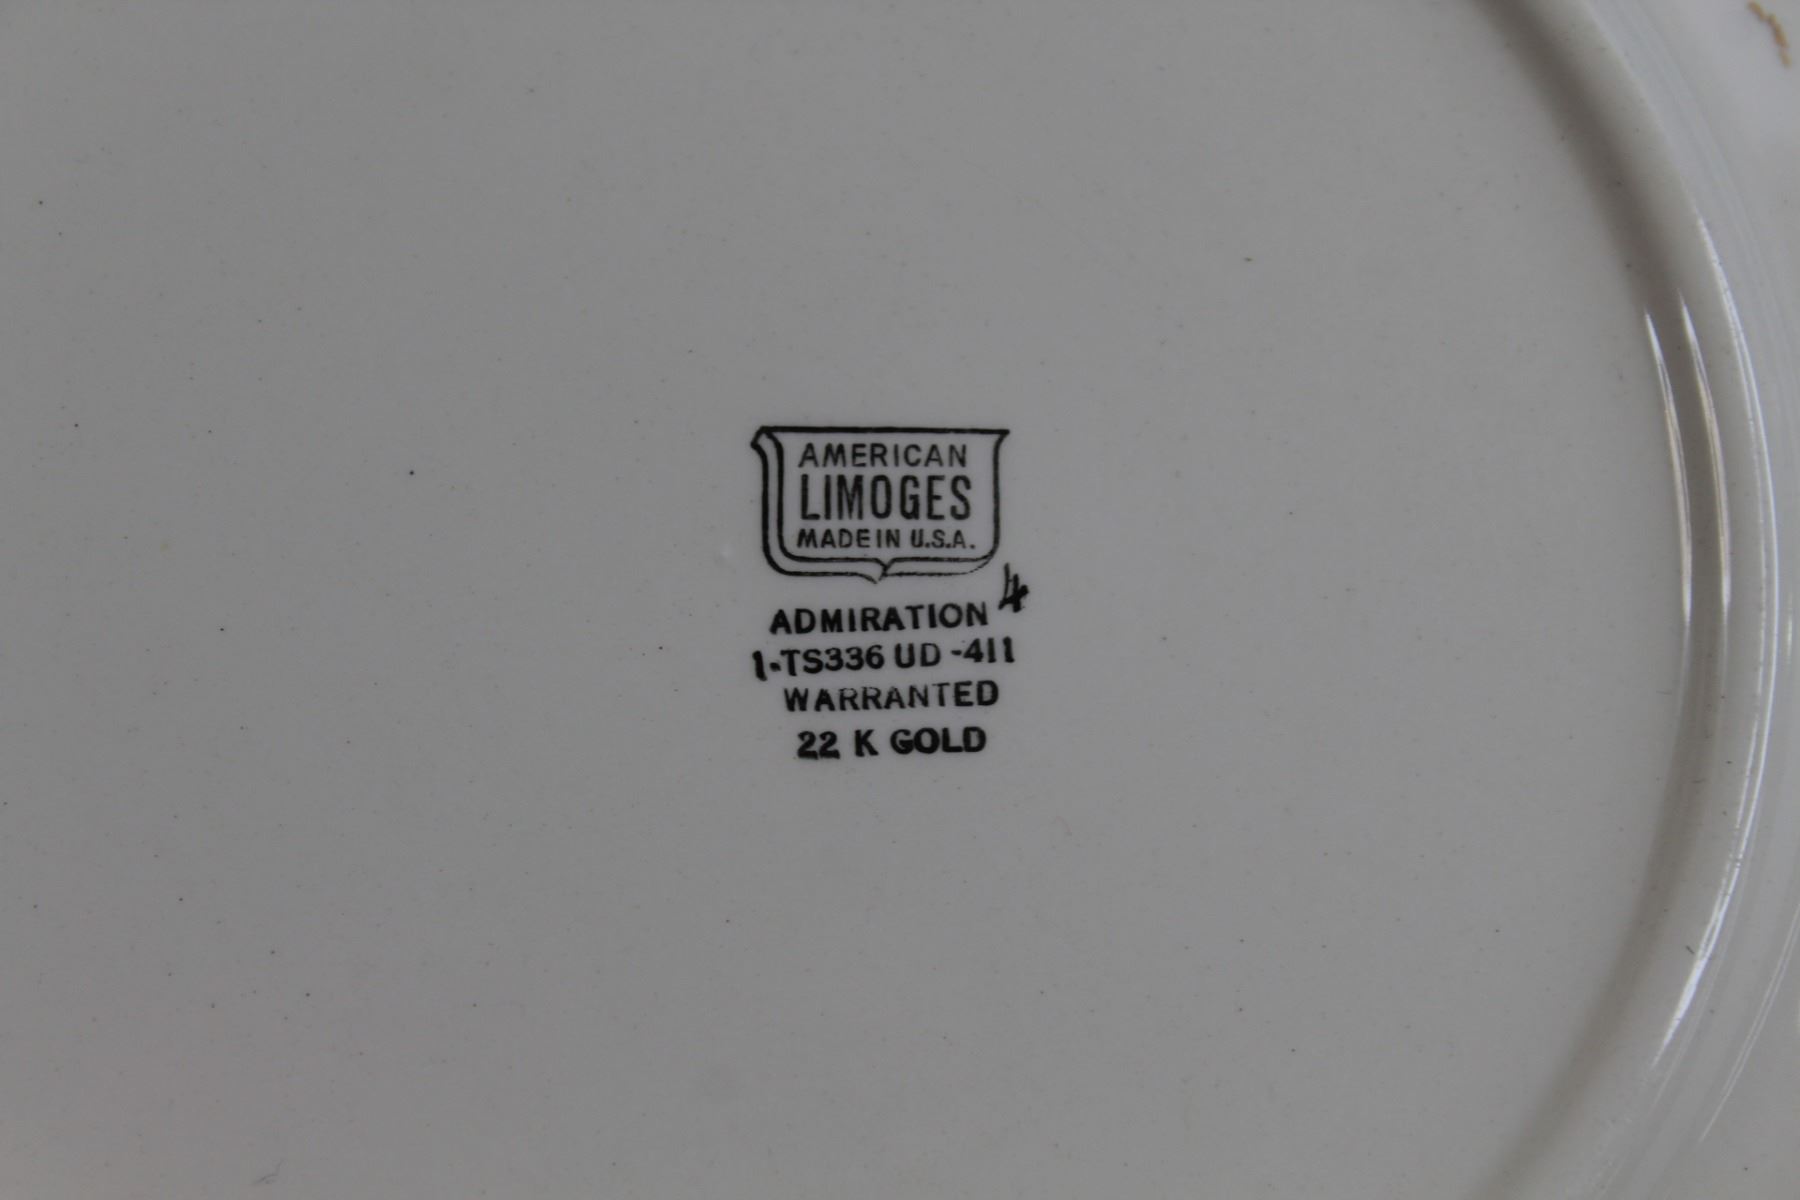 AMERICAN
LIMOGES
MADE IN U.S.A.
4
ADMIRATION
1-TS336 UD-411
WARRANTED
22 K GOLD